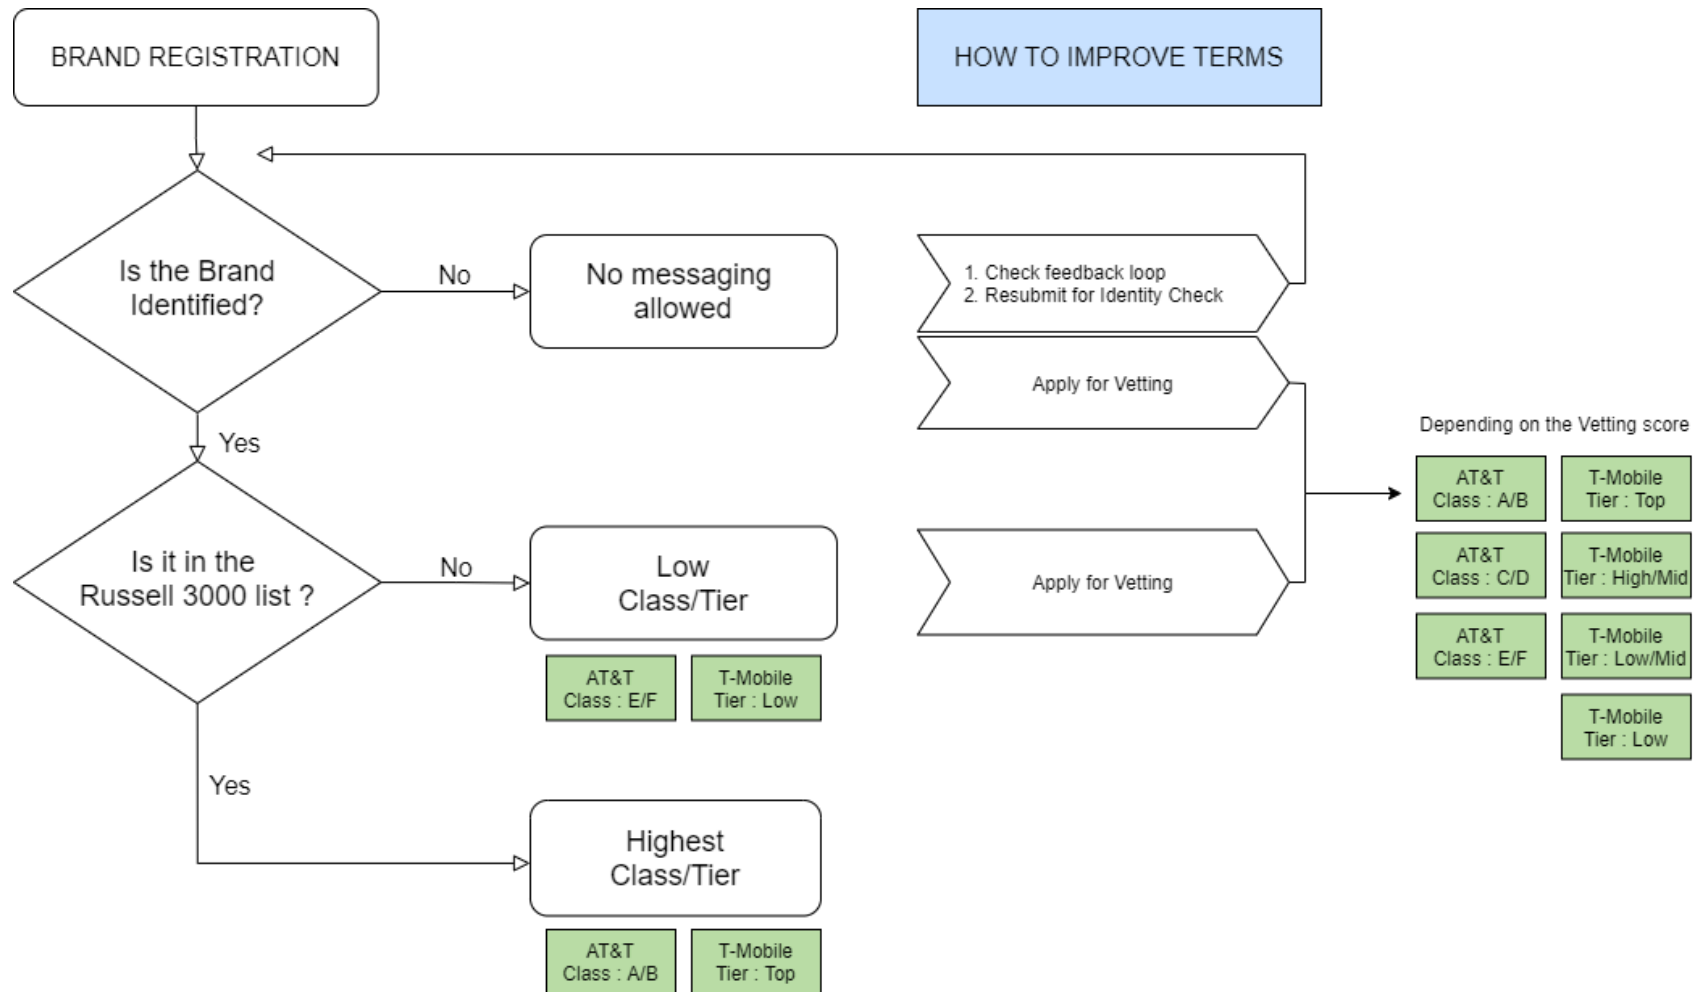 BRAND REGISTRATION
HOW TO IMPROVE TERMS
Is the Brand
Identified?
No
No messaging
allowed
1. Check feedback loop
2. Resubmit for Identity Check
Apply for Vetting
Yes
Depending on the Vetting score
AT&T
Class : A/B
T-Mobile
Tier : Top
AT&T
Class : C/D
T-Mobile
Tier : High/Mid
AT&T
Class : E/F
T-Mobile
Tier : Low/Mid
T-Mobile
Tier : Low
Is it in the
Russell 3000 list ?
No
Low
Class/Tier
Apply for Vetting
AT&T
Class : E/F
T-Mobile
Tier : Low
Yes
Highest
Class/Tier
AT&T
Class : A/B
T-Mobile
Tier : Top